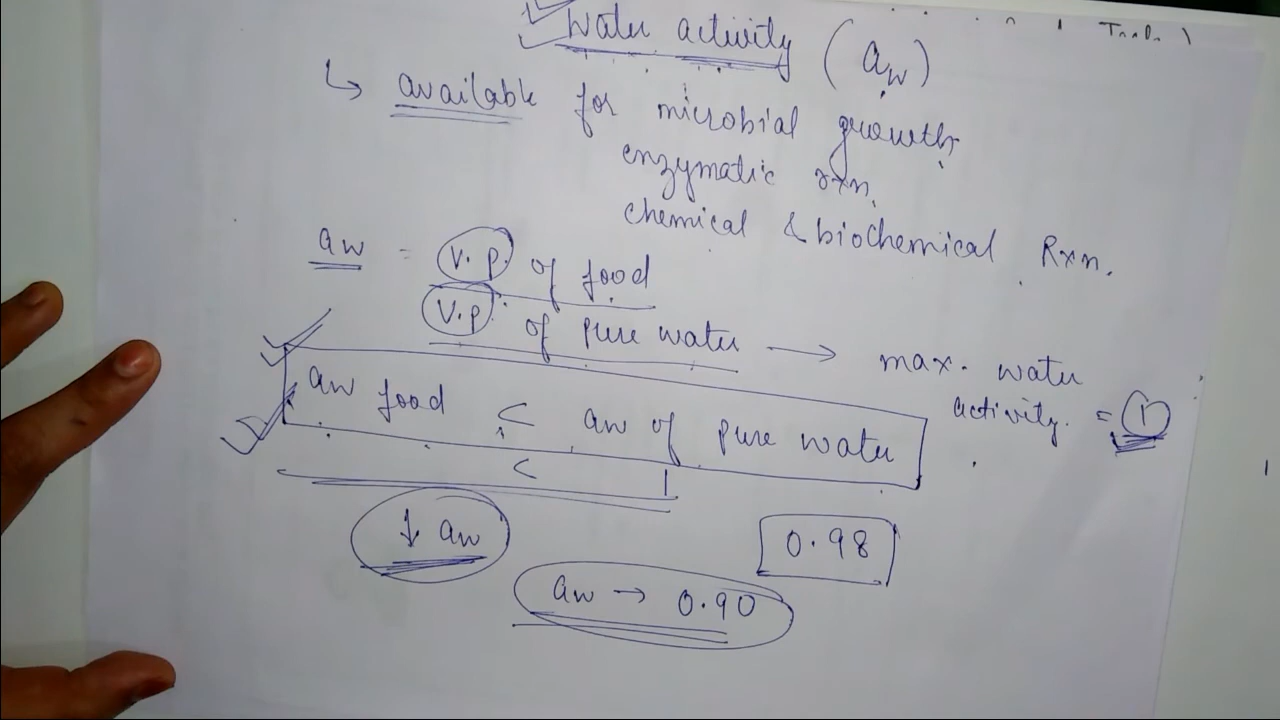 Water activity (aw)
↳ available for microbial growth
enzymatic rxn.
chemical & biochemical Rxn.
aw = V.P. of food
V.P of pure water → max. water
activity. = 1
aw food < aw of pure water
< 1
↓ aw
0.98
aw → 0.90